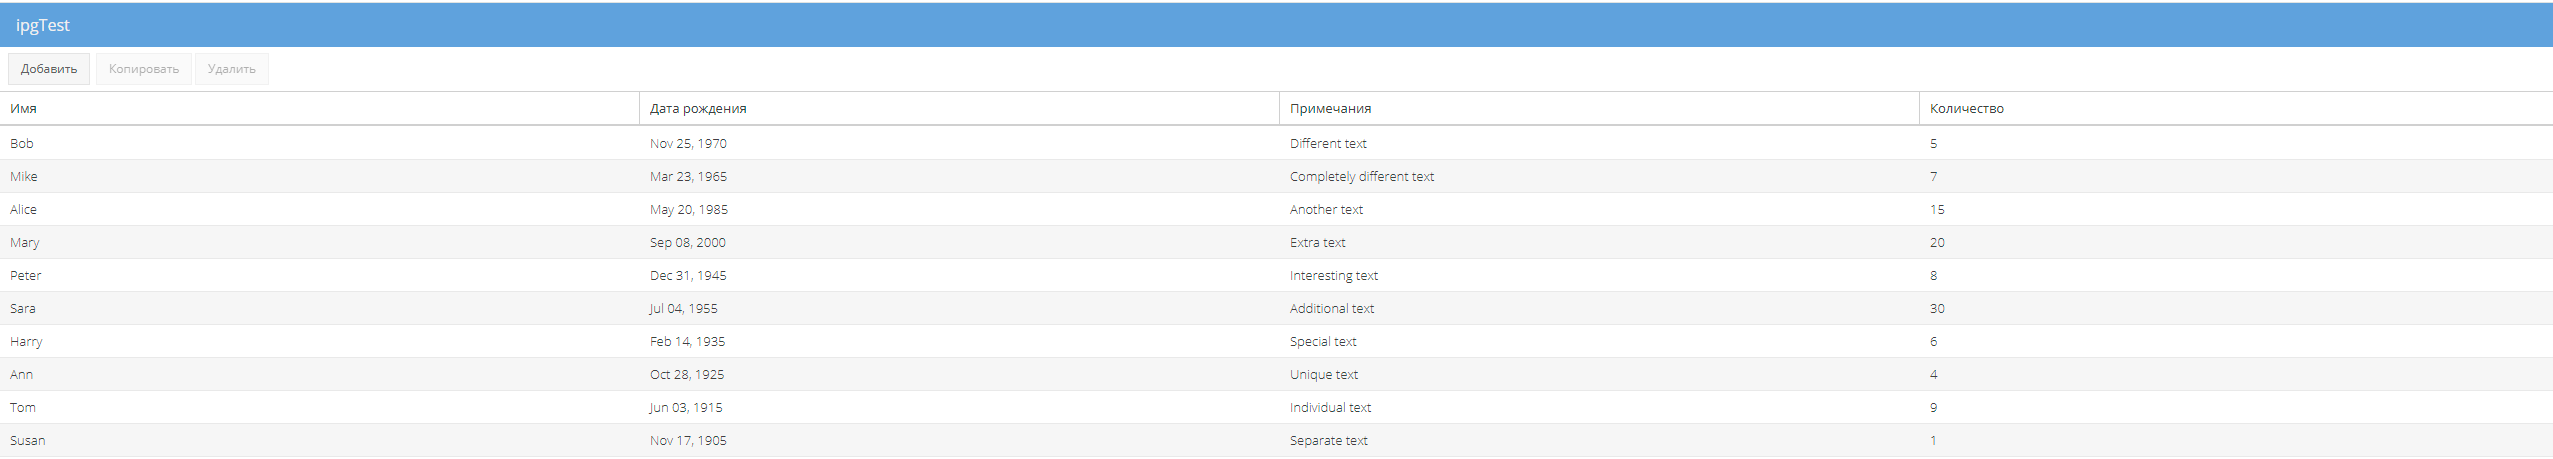 ipgTest
Добавить Копировать Удалить
Имя Дата рождения Примечания Количество
Bob Nov 25, 1970 Different text 5
Mike Mar 23, 1965 Completely different text 7
Alice May 20, 1985 Another text 15
Mary Sep 08, 2000 Extra text 20
Peter Dec 31, 1945 Interesting text 8
Sara Jul 04, 1955 Additional text 30
Harry Feb 14, 1935 Special text 6
Ann Oct 28, 1925 Unique text 4
Tom Jun 03, 1915 Individual text 9
Susan Nov 17, 1905 Separate text 1